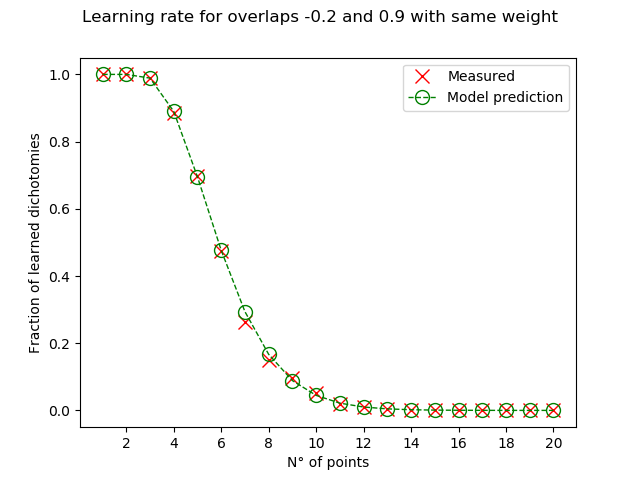 Learning rate for overlaps -0.2 and 0.9 with same weight
Measured
Model prediction
Fraction of learned dichotomies
1.0
0.8
0.6
0.4
0.2
0.0
2 4 6 8 10 12 14 16 18 20
N° of points